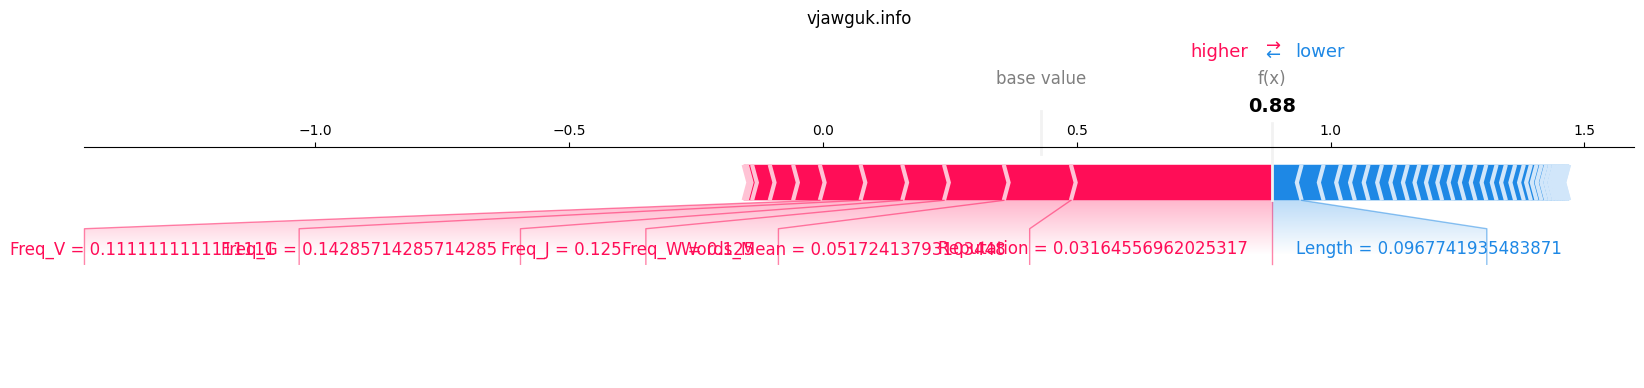 vjawguk.info
higher ⇄ lower
base value f(x)
0.88
−1.0 −0.5 0.0 0.5 1.0 1.5
Freq_V = 0.1111111111111111 Freq_G = 0.14285714285714285 Freq_J = 0.125 Freq_W = 0.125 Words_Mean = 0.05172413793103448 Reputation = 0.03164556962025317 Length = 0.0967741935483871